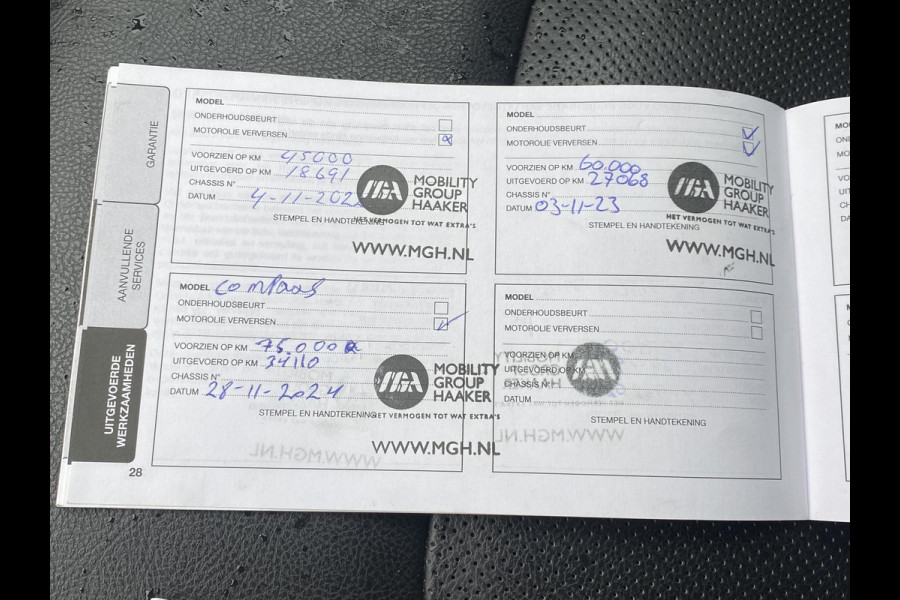 GARANTIE
AANVULLENDE
SERVICES
UITGEVOERDE
WERKZAAMHEDEN
28
MODEL
ONDERHOUDSBEURT
MOTOROLIE VERVERSEN
VOORZIEN OP KM 45000
UITGEVOERD OP KM 18691
CHASSIS N°
DATUM 4-11-202
STEMPEL EN HANDTEKENING
MOBILITY
GROUP
HAAKER
HET VERMOGEN TOT WAT EXTRA'S
WWW.MGH.NL
MODEL
ONDERHOUDSBEURT
MOTOROLIE VERVERSEN
VOORZIEN OP KM 60.000
UITGEVOERD OP KM 27068
CHASSIS N°
DATUM 03-11-23
STEMPEL EN HANDTEKENING
MOBILITY
GROUP
HAAKER
HET VERMOGEN TOT WAT EXTRA'S
WWW.MGH.NL
MODEL compass
ONDERHOUDSBEURT
MOTOROLIE VERVERSEN
VOORZIEN OP KM 75.000
UITGEVOERD OP KM 34110
CHASSIS N°
DATUM 28-11-2024
STEMPEL EN HANDTEKENING
MOBILITY
GROUP
HAAKER
HET VERMOGEN TOT WAT EXTRA'S
WWW.MGH.NL
MODEL
ONDERHOUDSBEURT
MOTOROLIE VERVERSEN
VOORZIEN OP KM
UITGEVOERD OP KM
CHASSIS N°
DATUM
STEMPEL EN HANDTEKENING